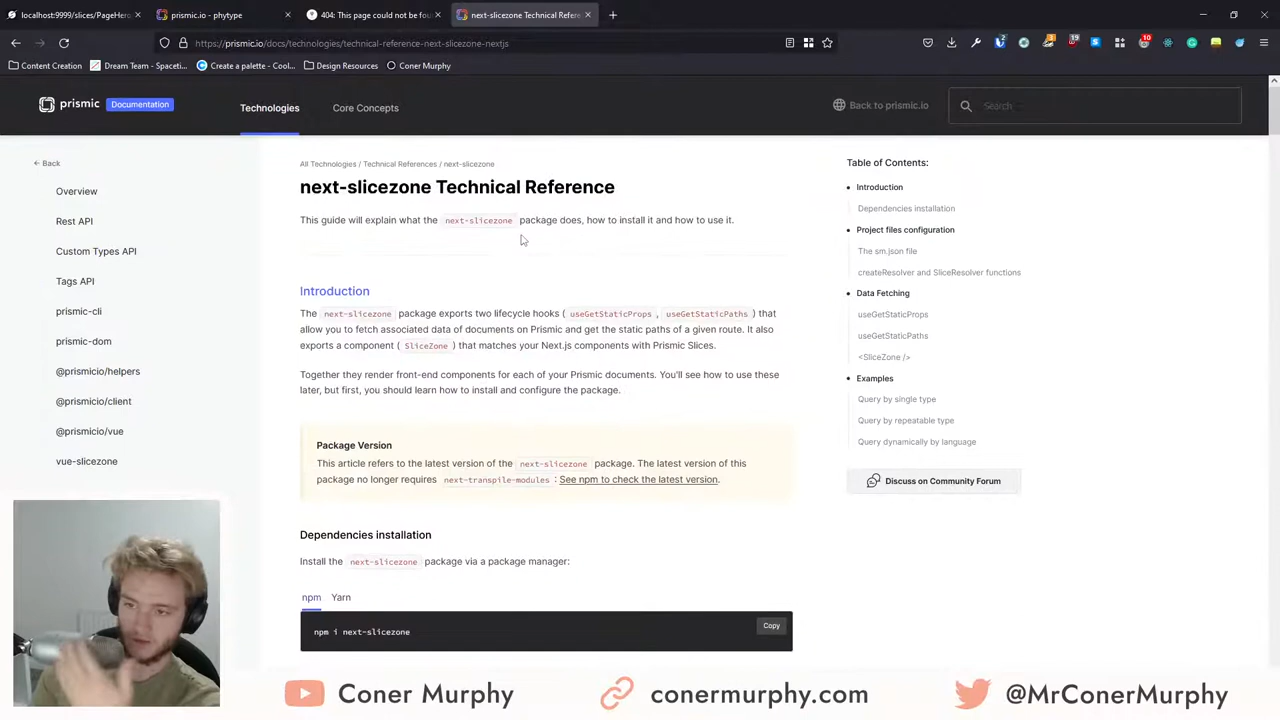 localhost:9999/slices/PageHero
prismic.io - phytype
404: This page could not be foun
next-slicezone Technical Refere
https://prismic.io/docs/technologies/technical-reference-next-slicezone-nextjs
Content Creation
Dream Team - Spaceti...
Create a palette - Cool...
Design Resources
Coner Murphy
prismic
Documentation
Technologies
Core Concepts
Back to prismic.io
Search
Back
Overview
Rest API
Custom Types API
Tags API
prismic-cli
prismic-dom
@prismicio/helpers
@prismicio/client
@prismicio/vue
vue-slicezone
All Technologies / Technical References / next-slicezone
next-slicezone Technical Reference
This guide will explain what the next-slicezone package does, how to install it and how to use it.
Introduction
The next-slicezone package exports two lifecycle hooks ( useGetStaticProps , useGetStaticPaths ) that
allow you to fetch associated data of documents on Prismic and get the static paths of a given route. It also
exports a component ( SliceZone ) that matches your Next.js components with Prismic Slices.
Together they render front-end components for each of your Prismic documents. You'll see how to use these
later, but first, you should learn how to install and configure the package.
Package Version
This article refers to the latest version of the next-slicezone package. The latest version of this
package no longer requires next-transpile-modules : See npm to check the latest version.
Dependencies installation
Install the next-slicezone package via a package manager:
npm Yarn
npm i next-slicezone
Copy
Table of Contents:
Introduction
Dependencies installation
Project files configuration
The sm.json file
createResolver and SliceResolver functions
Data Fetching
useGetStaticProps
useGetStaticPaths
<SliceZone />
Examples
Query by single type
Query by repeatable type
Query dynamically by language
Discuss on Community Forum
Coner Murphy
conermurphy.com
@MrConerMurphy